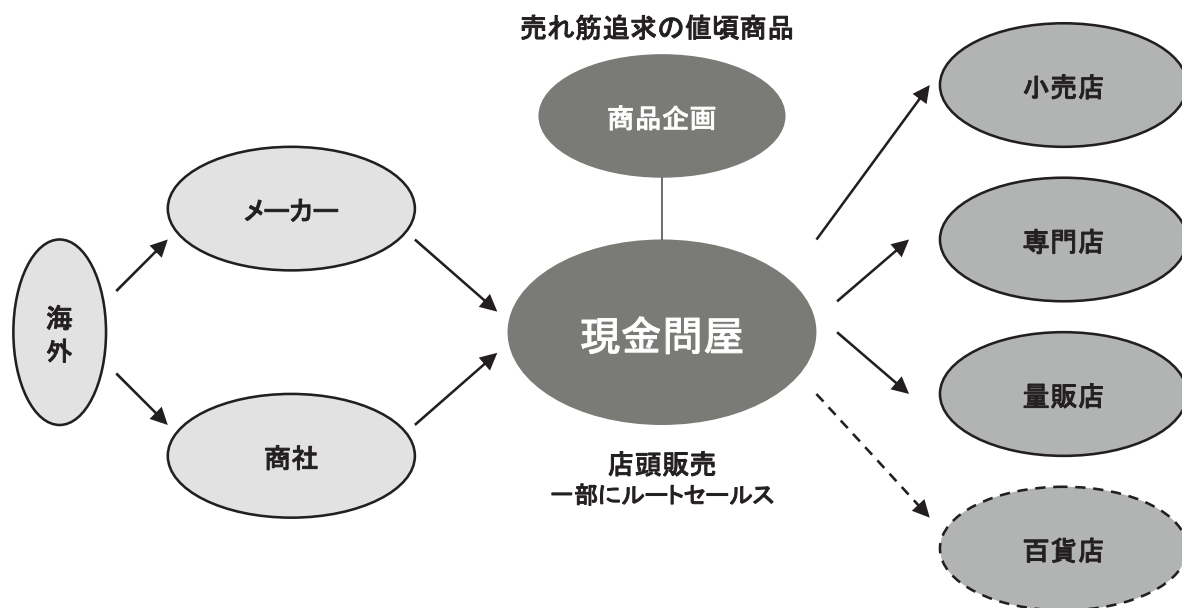 売れ筋追求の値頃商品
商品企画
海
外
メーカー
商社
現金問屋
店頭販売
一部にルートセールス
小売店
専門店
量販店
百貨店